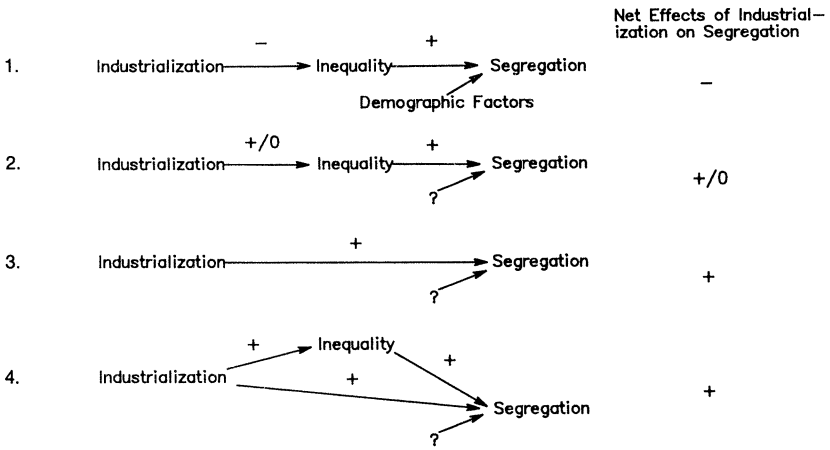 Net Effects of Industrial-
ization on Segregation
− +
1. Industrialization Inequality Segregation
Demographic Factors
−
+/0 +
2. Industrialization Inequality Segregation
+/0
?
+
3. Industrialization Segregation
+
?
+ Inequality
+
4. Industrialization +
+
Segregation
?